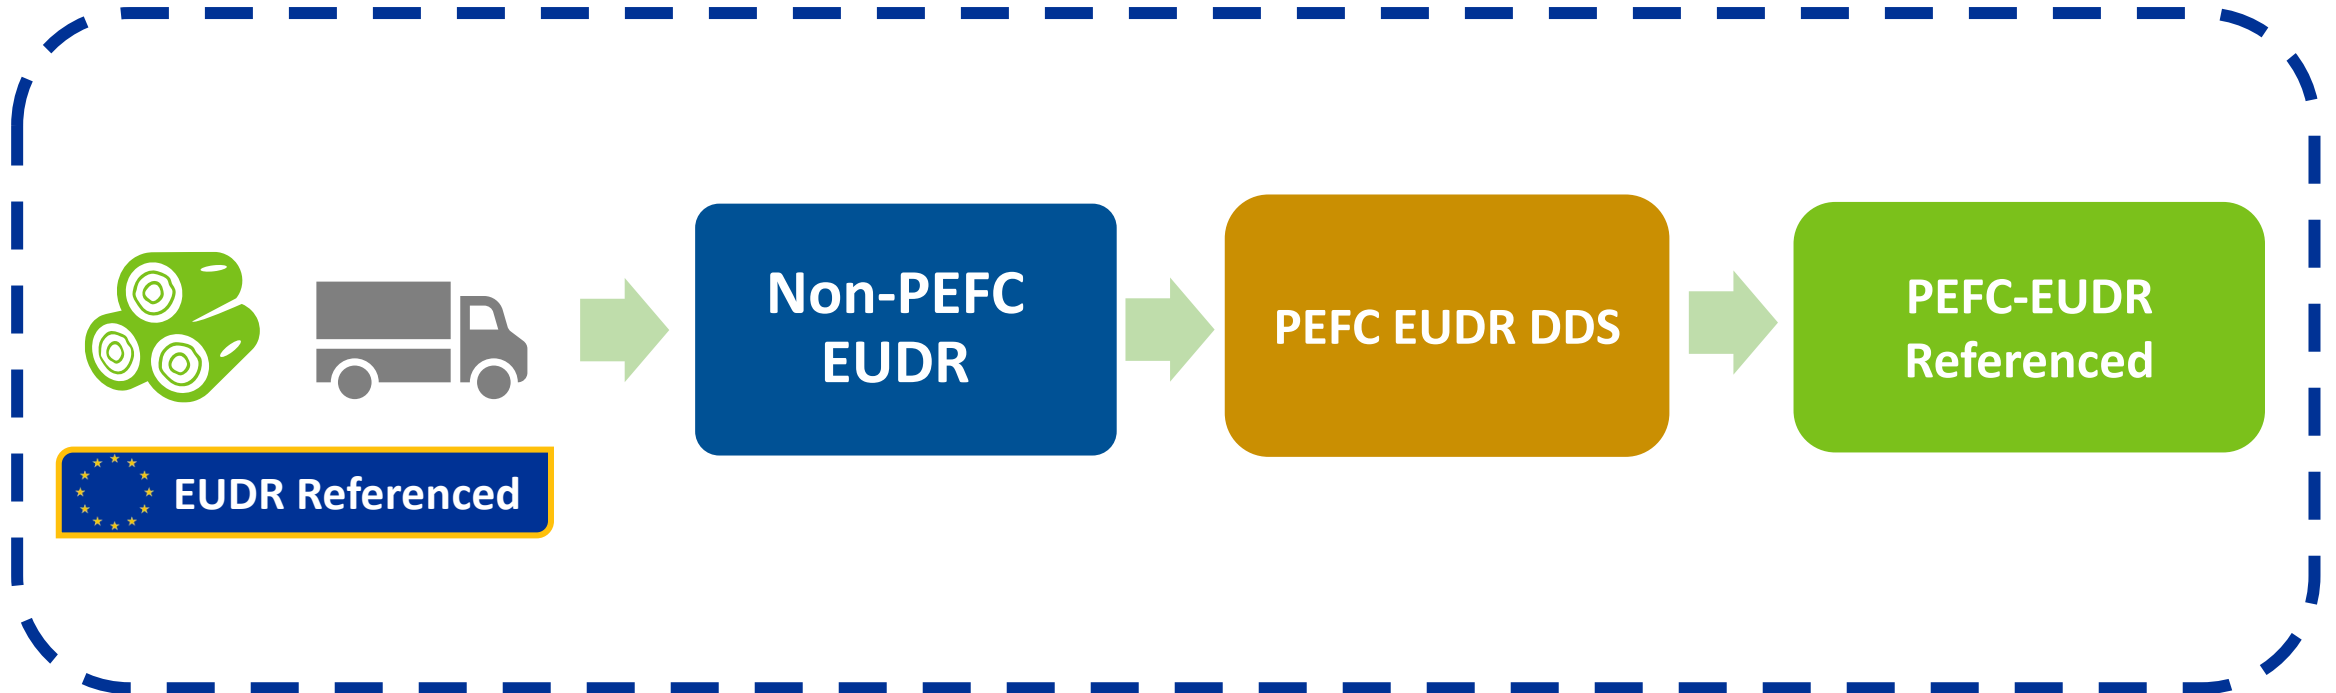 EUDR Referenced
Non-PEFC
EUDR
PEFC EUDR DDS
PEFC-EUDR
Referenced